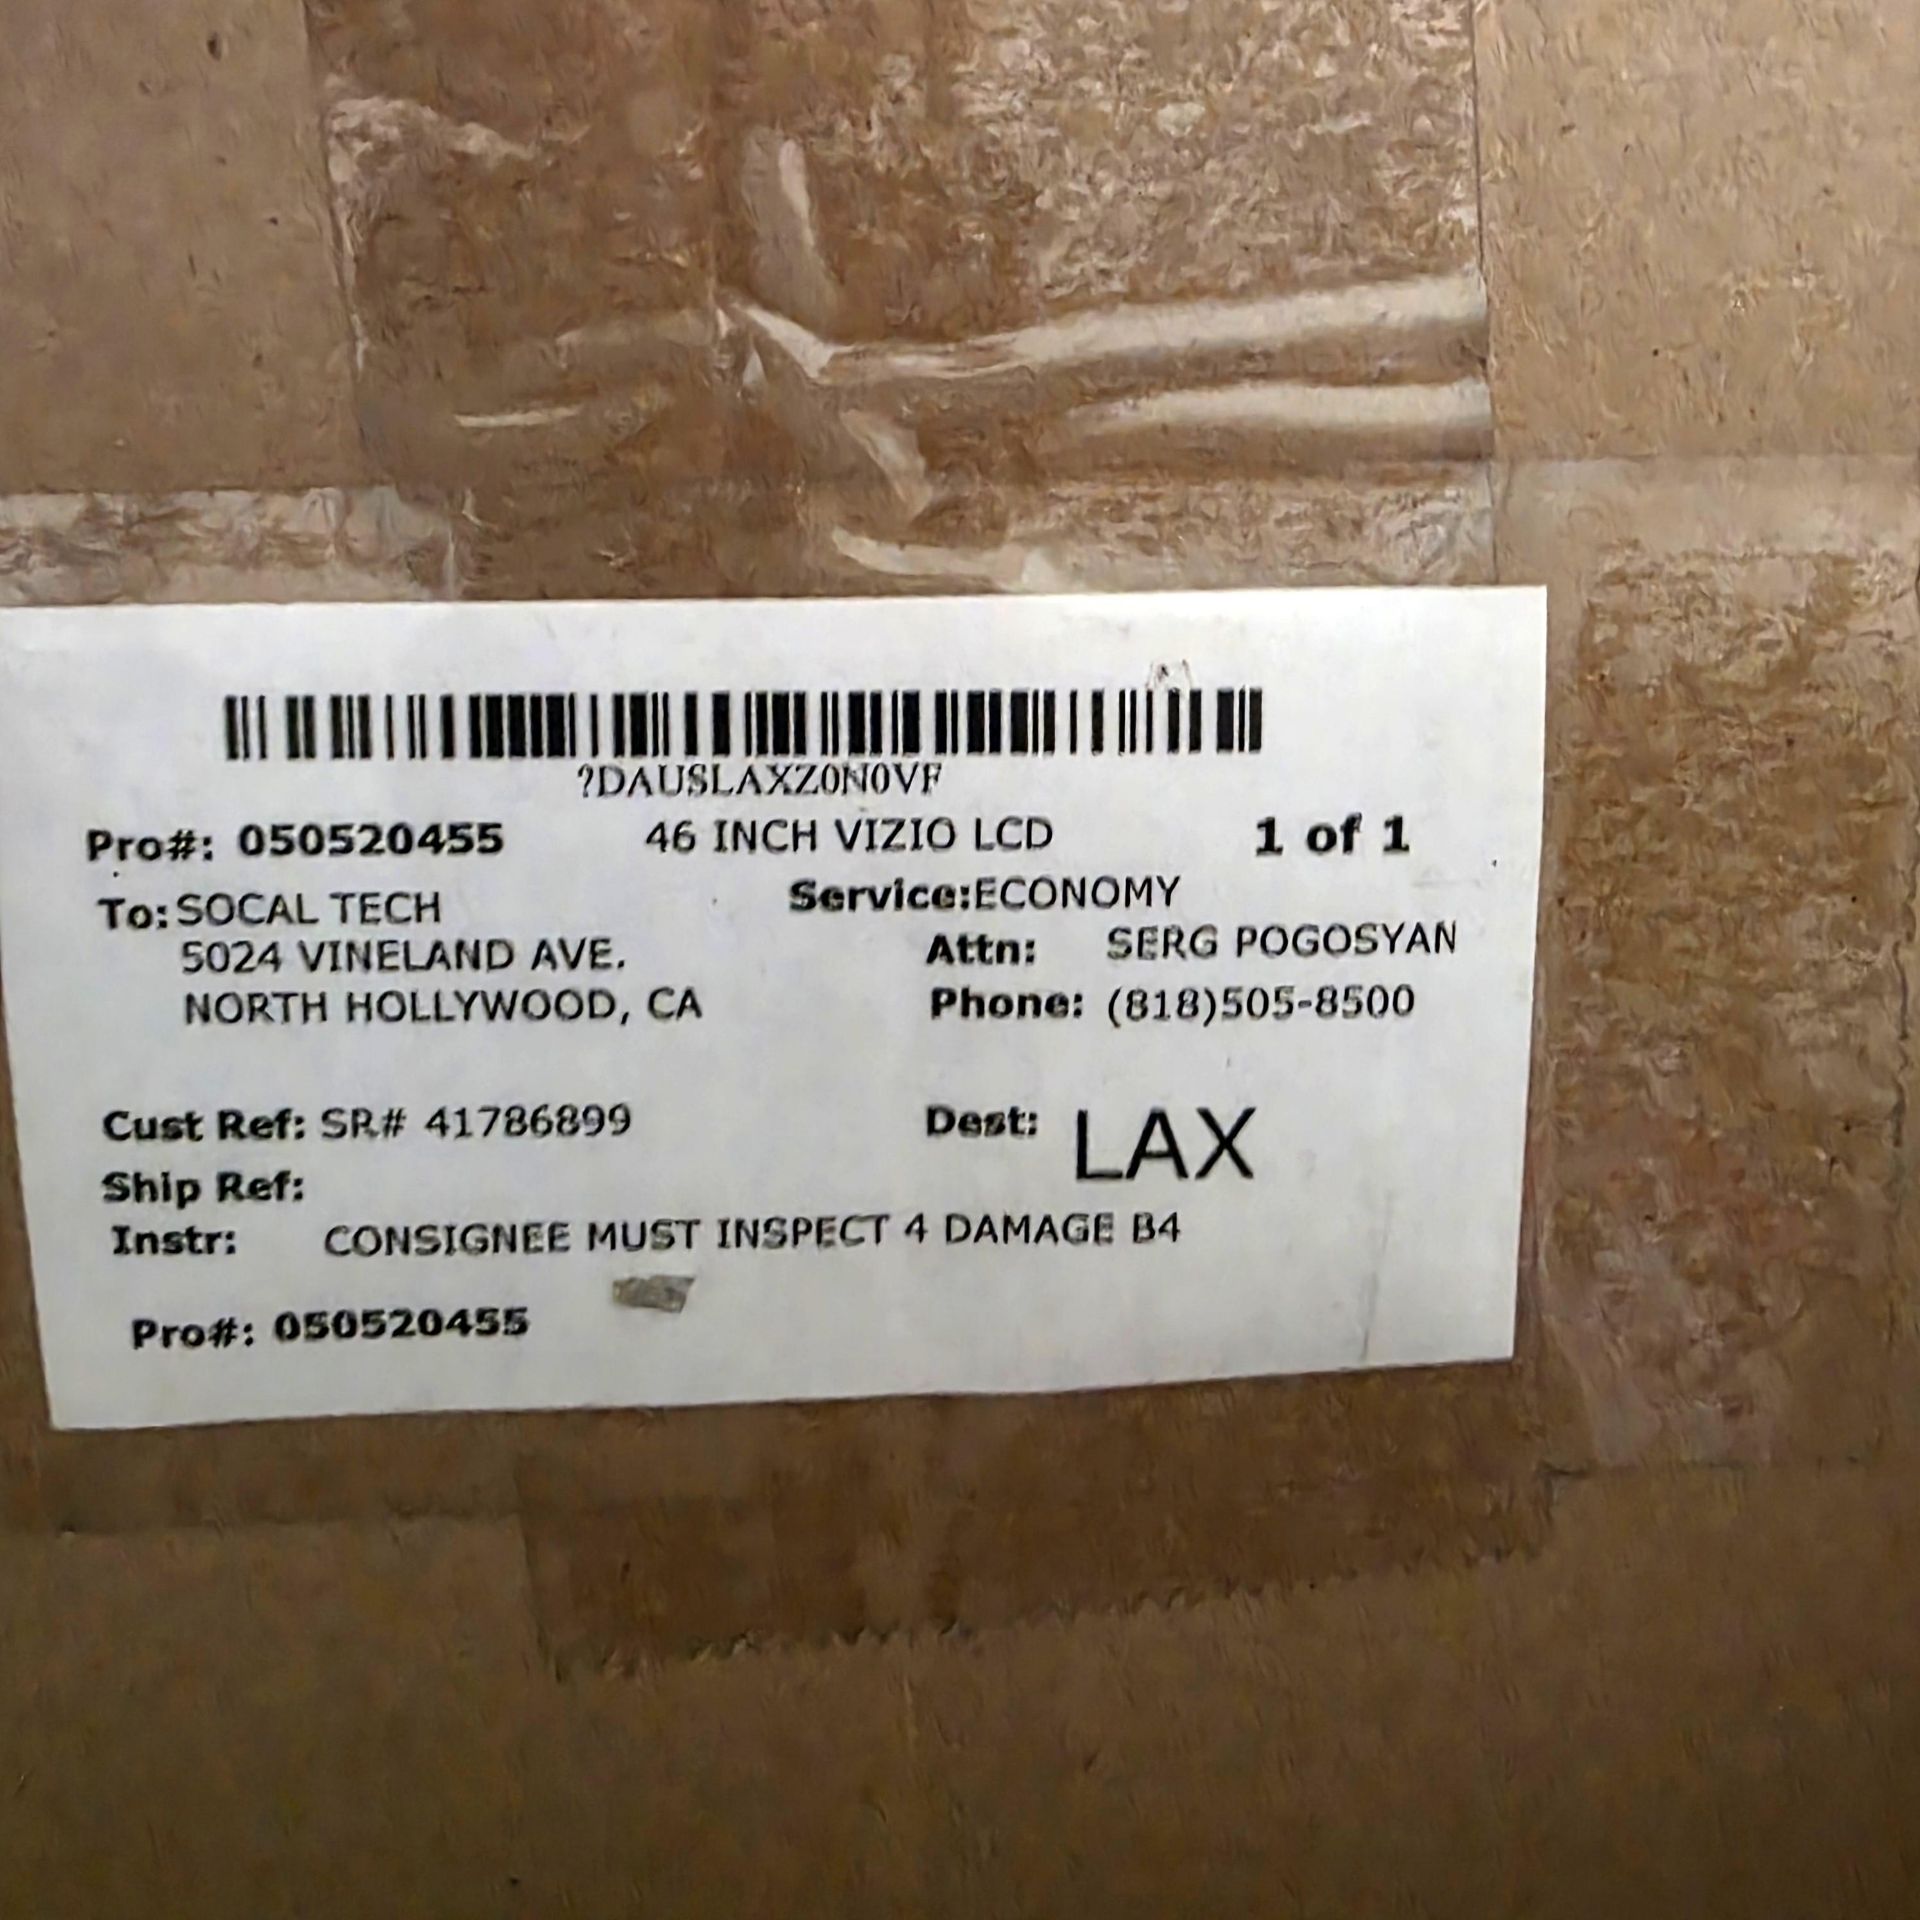 ?DAUSLAXZ0N0VF
Pro#: 050520455 46 INCH VIZIO LCD 1 of 1
To: SOCAL TECH Service:ECONOMY
5024 VINELAND AVE. Attn: SERG POGOSYAN
NORTH HOLLYWOOD, CA Phone: (818)505-8500
Cust Ref: SR# 41786899 Dest: LAX
Ship Ref:
Instr: CONSIGNEE MUST INSPECT 4 DAMAGE B4
Pro#: 050520455